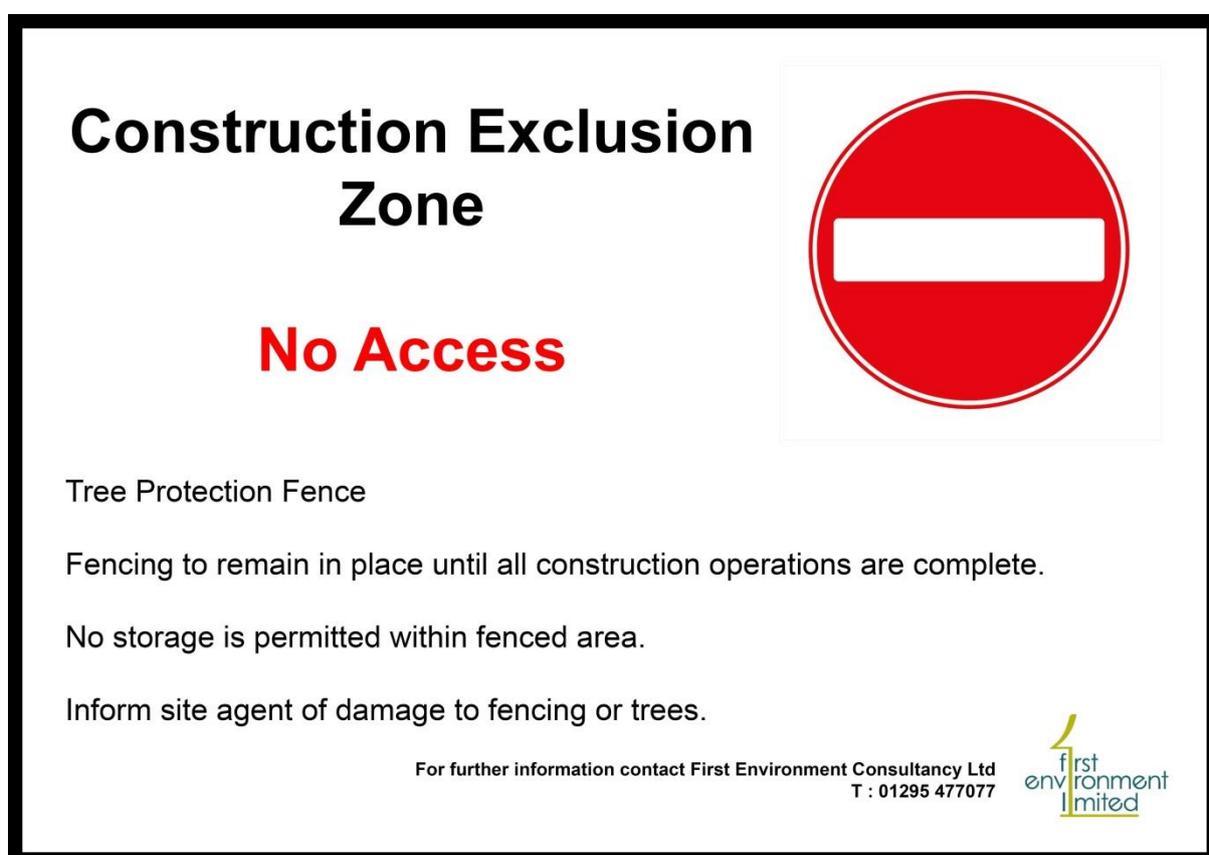 Construction Exclusion
Zone
No Access
Tree Protection Fence
Fencing to remain in place until all construction operations are complete.
No storage is permitted within fenced area.
Inform site agent of damage to fencing or trees.
For further information contact First Environment Consultancy Ltd
T : 01295 477077
first
environment
limited